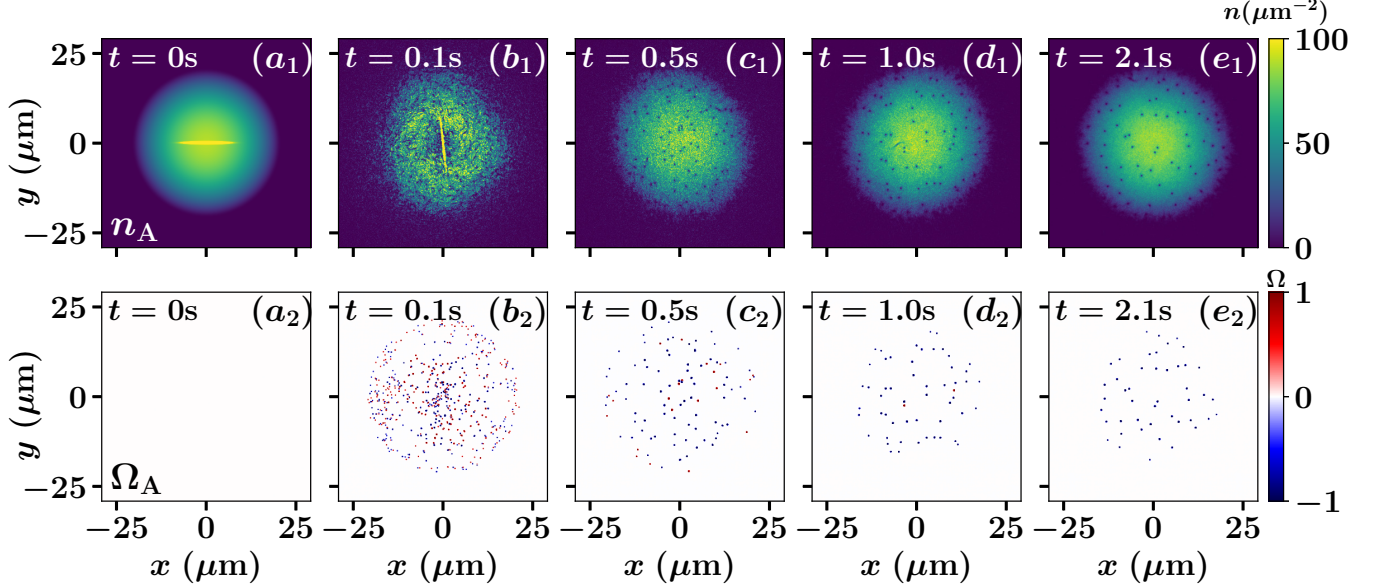 n(μm⁻²)
t = 0s (a₁)
t = 0.1s (b₁)
t = 0.5s (c₁)
t = 1.0s (d₁)
t = 2.1s (e₁)
25
0
−25
y (μm)
n_A
100
50
0
t = 0s (a₂)
t = 0.1s (b₂)
t = 0.5s (c₂)
t = 1.0s (d₂)
t = 2.1s (e₂)
25
0
−25
y (μm)
Ω_A
Ω
1
0
−1
−25 0 25
−25 0 25
−25 0 25
−25 0 25
−25 0 25
x (μm)
x (μm)
x (μm)
x (μm)
x (μm)